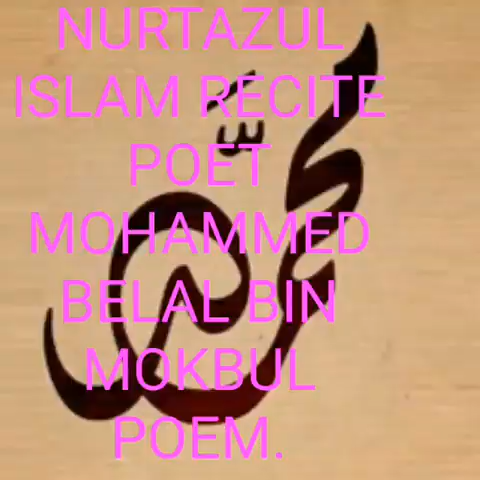 NURTAZUL
ISLAM RECITE
POET
MOHAMMED
BELAL BIN
MOKBUL
POEM.
محمد